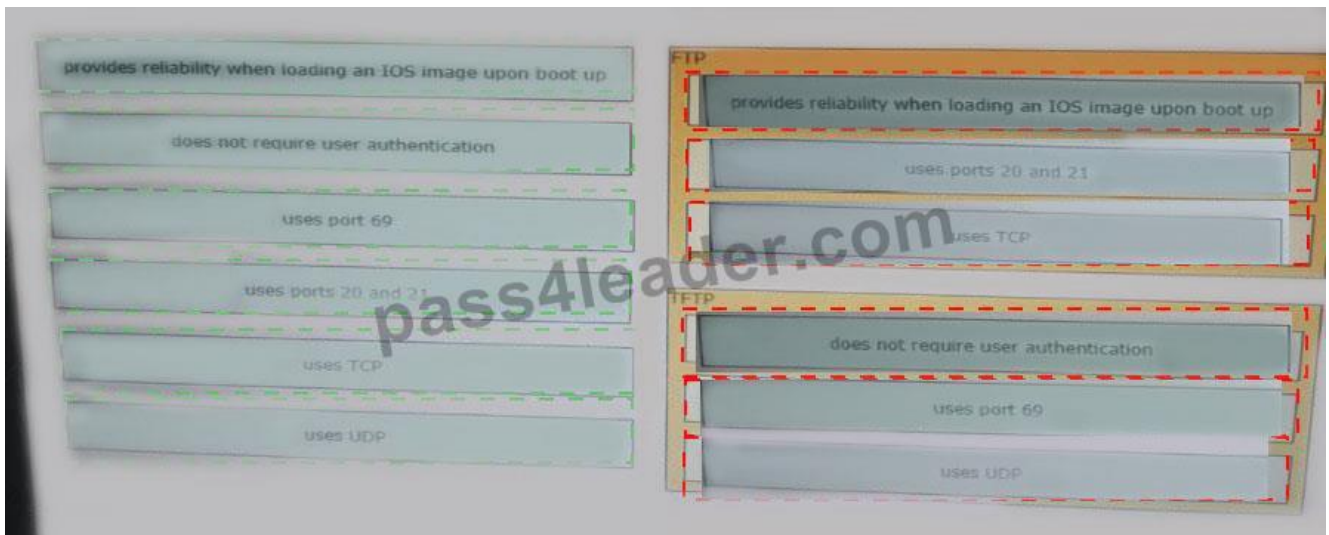 provides reliability when loading an IOS image upon boot up
does not require user authentication
uses port 69
uses ports 20 and 21
uses TCP
uses UDP
FTP
provides reliability when loading an IOS image upon boot up
uses ports 20 and 21
uses TCP
TFTP
does not require user authentication
uses port 69
uses UDP
pass4leader.com